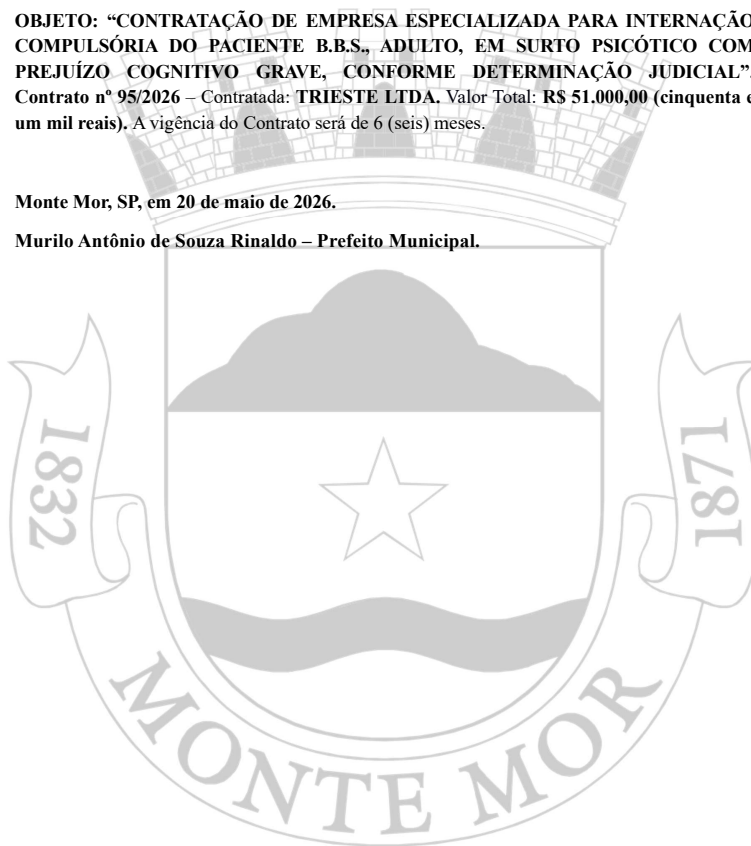 OBJETO: “CONTRATAÇÃO DE EMPRESA ESPECIALIZADA PARA INTERNAÇÃO
COMPULSÓRIA DO PACIENTE B.B.S., ADULTO, EM SURTO PSICÓTICO COM
PREJUÍZO COGNITIVO GRAVE, CONFORME DETERMINAÇÃO JUDICIAL”.
Contrato nº 95/2026 – Contratada: TRIESTE LTDA. Valor Total: R$ 51.000,00 (cinquenta e
um mil reais). A vigência do Contrato será de 6 (seis) meses.
Monte Mor, SP, em 20 de maio de 2026.
Murilo Antônio de Souza Rinaldo – Prefeito Municipal.
1832
1871
MONTE MOR